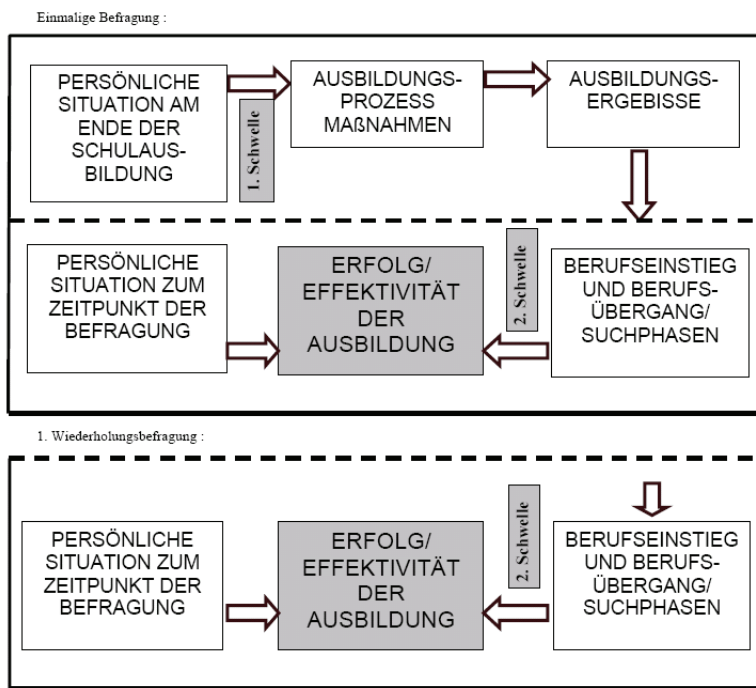 Einmalige Befragung :
PERSÖNLICHE
SITUATION AM
ENDE DER
SCHULAUS-
BILDUNG
1. Schwelle
AUSBILDUNGS-
PROZESS
MAßNAHMEN
AUSBILDUNGS-
ERGEBISSE
PERSÖNLICHE
SITUATION ZUM
ZEITPUNKT DER
BEFRAGUNG
ERFOLG/
EFFEKTIVITÄT
DER
AUSBILDUNG
2. Schwelle
BERUFSEINSTIEG
UND BERUFS-
ÜBERGANG/
SUCHPHASEN
1. Wiederholungsbefragung :
PERSÖNLICHE
SITUATION ZUM
ZEITPUNKT DER
BEFRAGUNG
ERFOLG/
EFFEKTIVITÄT
DER
AUSBILDUNG
2. Schwelle
BERUFSEINSTIEG
UND BERUFS-
ÜBERGANG/
SUCHPHASEN